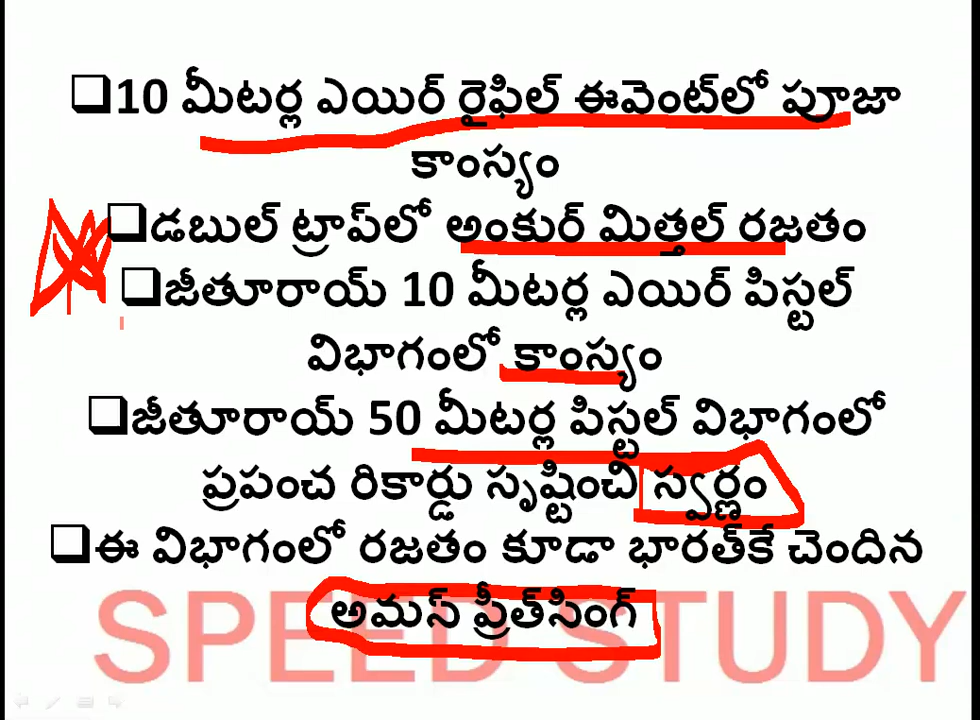 ❑10 మీటర్ల ఎయిర్ రైఫిల్ ఈవెంట్‌లో పూజా
కాంస్యం
❑డబుల్ ట్రాప్‌లో అంకుర్ మిత్తల్ రజతం
❑జీతూరాయ్ 10 మీటర్ల ఎయిర్ పిస్టల్
విభాగంలో కాంస్యం
❑జీతూరాయ్ 50 మీటర్ల పిస్టల్ విభాగంలో
ప్రపంచ రికార్డు సృష్టించి స్వర్ణం
❑ఈ విభాగంలో రజతం కూడా భారత్‌కే చెందిన
అమస్ ప్రీత్‌సింగ్
SPEED STUDY